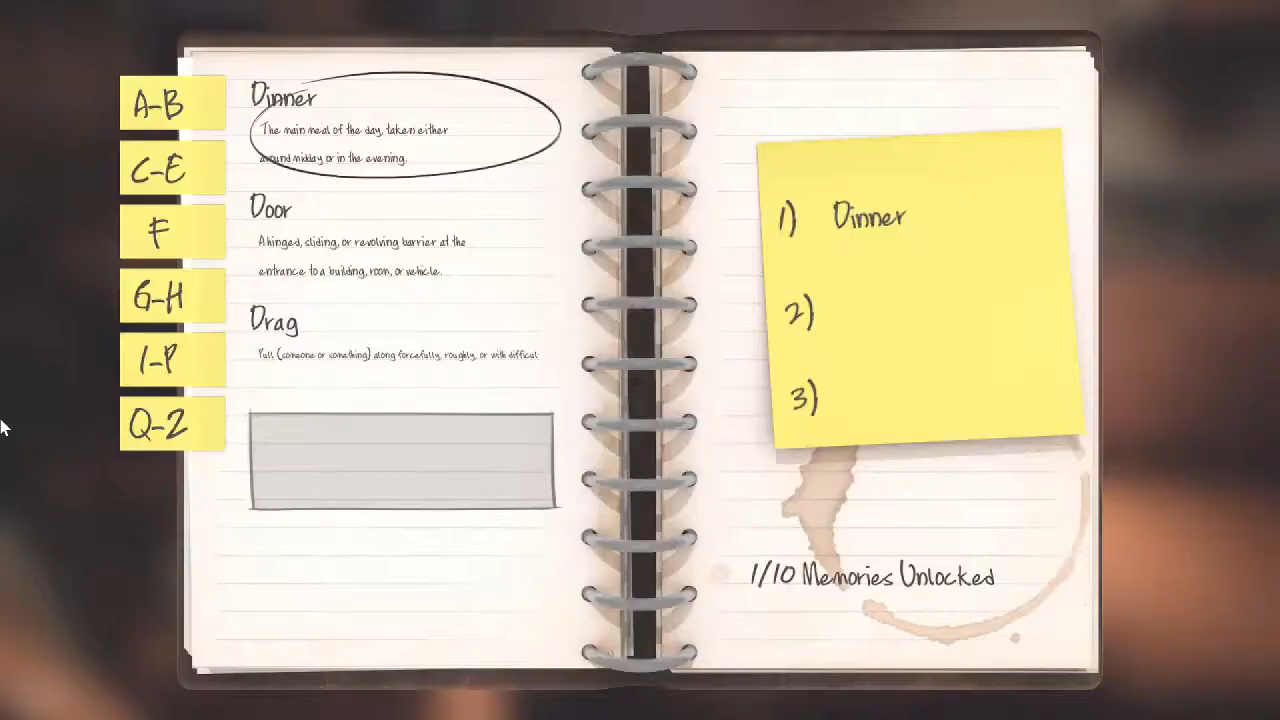 A-B
C-E
F
G-H
I-P
Q-Z
Dinner
The main meal of the day, taken either
around midday or in the evening.
Door
A hinged, sliding, or revolving barrier at the
entrance to a building, room, or vehicle.
Drag
Pull (someone or something) along forcefully, roughly, or with difficul
1) Dinner
2)
3)
1/10 Memories Unlocked